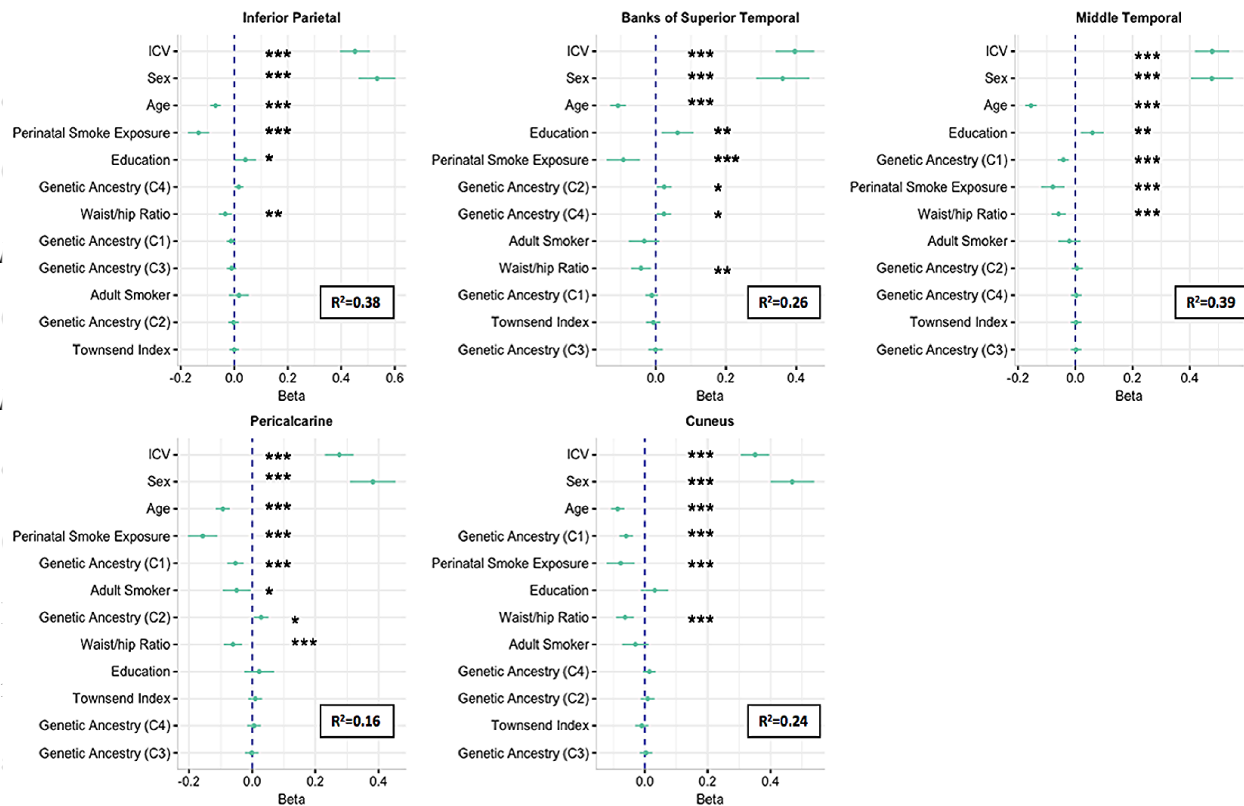 Inferior Parietal
ICV ***
Sex ***
Age ***
Perinatal Smoke Exposure ***
Education *
Genetic Ancestry (C4)
Waist/hip Ratio **
Genetic Ancestry (C1)
Genetic Ancestry (C3)
Adult Smoker
Genetic Ancestry (C2)
Townsend Index
R²=0.38
-0.2 0.0 0.2 0.4 0.6
Beta
Banks of Superior Temporal
ICV ***
Sex ***
Age ***
Education **
Perinatal Smoke Exposure ***
Genetic Ancestry (C2) *
Genetic Ancestry (C4) *
Adult Smoker
Waist/hip Ratio **
Genetic Ancestry (C1)
Townsend Index
Genetic Ancestry (C3)
R²=0.26
0.0 0.2 0.4
Beta
Middle Temporal
ICV ***
Sex ***
Age ***
Education **
Genetic Ancestry (C1) ***
Perinatal Smoke Exposure ***
Waist/hip Ratio ***
Adult Smoker
Genetic Ancestry (C2)
Genetic Ancestry (C4)
Townsend Index
Genetic Ancestry (C3)
R²=0.39
-0.2 0.0 0.2 0.4
Beta
Pericalcarine
ICV ***
Sex ***
Age ***
Perinatal Smoke Exposure ***
Genetic Ancestry (C1) ***
Adult Smoker *
Genetic Ancestry (C2) *
Waist/hip Ratio ***
Education
Townsend Index
Genetic Ancestry (C4)
Genetic Ancestry (C3)
R²=0.16
-0.2 0.0 0.2 0.4
Beta
Cuneus
ICV ***
Sex ***
Age ***
Genetic Ancestry (C1) ***
Perinatal Smoke Exposure ***
Education
Waist/hip Ratio ***
Adult Smoker
Genetic Ancestry (C4)
Genetic Ancestry (C2)
Townsend Index
Genetic Ancestry (C3)
R²=0.24
0.0 0.2 0.4
Beta